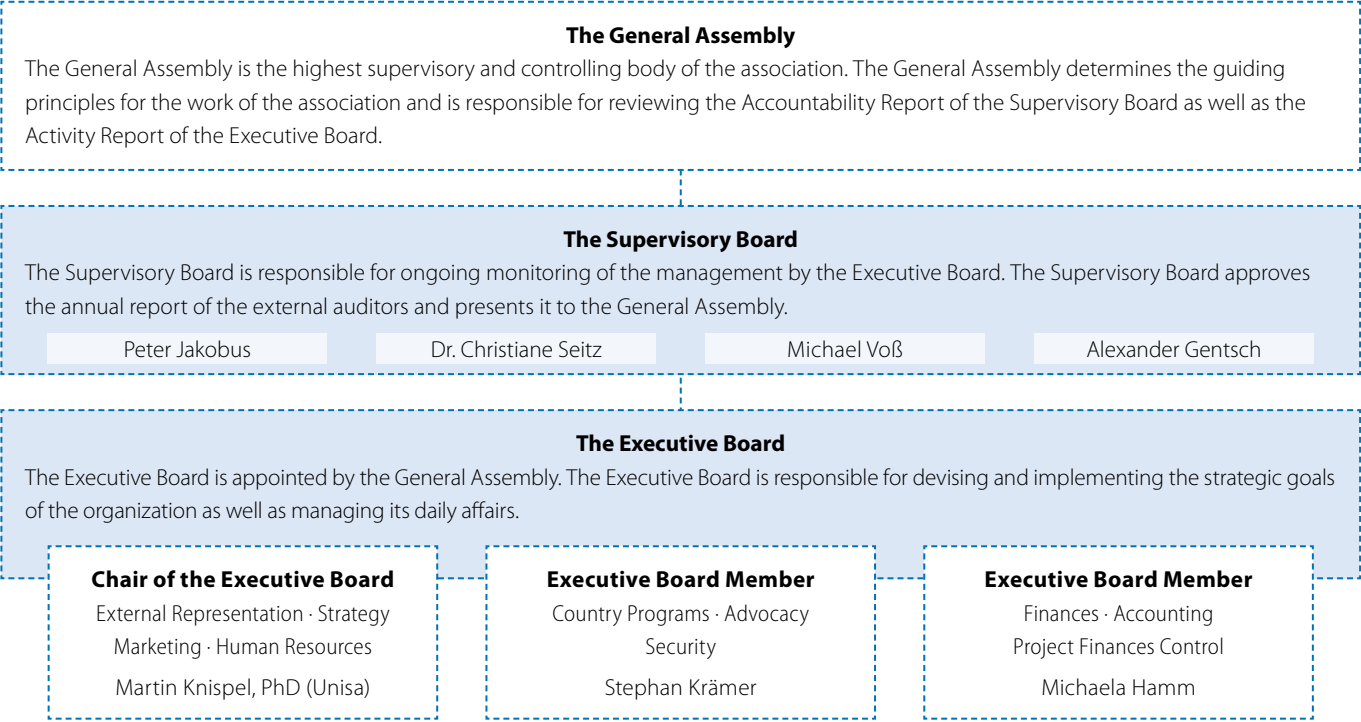 The General Assembly
The General Assembly is the highest supervisory and controlling body of the association. The General Assembly determines the guiding
principles for the work of the association and is responsible for reviewing the Accountability Report of the Supervisory Board as well as the
Activity Report of the Executive Board.
The Supervisory Board
The Supervisory Board is responsible for ongoing monitoring of the management by the Executive Board. The Supervisory Board approves
the annual report of the external auditors and presents it to the General Assembly.
Peter Jakobus
Dr. Christiane Seitz
Michael Voß
Alexander Gentsch
The Executive Board
The Executive Board is appointed by the General Assembly. The Executive Board is responsible for devising and implementing the strategic goals
of the organization as well as managing its daily affairs.
Chair of the Executive Board
External Representation · Strategy
Marketing · Human Resources
Martin Knispel, PhD (Unisa)
Executive Board Member
Country Programs · Advocacy
Security
Stephan Krämer
Executive Board Member
Finances · Accounting
Project Finances Control
Michaela Hamm